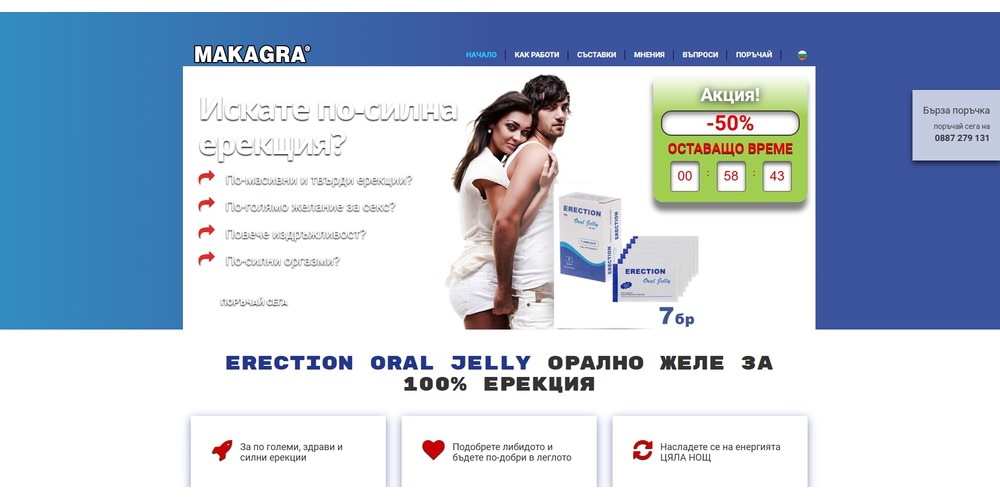 MAKAGRA®
НАЧАЛО
КАК РАБОТИ
СЪСТАВКИ
МНЕНИЯ
ВЪПРОСИ
ПОРЪЧАЙ
Искате по-силна
ерекция?
По-масивни и твърди ерекции?
По-голямо желание за секс?
Повече издръжливост?
По-силни оргазми?
ПОРЪЧАЙ СЕГА
Акция!
-50%
ОСТАВАЩО ВРЕМЕ
00 : 58 : 43
Бърза поръчка
поръчай сега на
0887 279 131
ERECTION
Oral Jelly
ERECTION
Oral Jelly
ERECTION
Oral Jelly
7бр
ERECTION ORAL JELLY ОРАЛНО ЖЕЛЕ ЗА
100% ЕРЕКЦИЯ
За по големи, здрави и
силни ерекции
Подобрете либидото и
бъдете по-добри в леглото
Насладете се на енергията
ЦЯЛА НОЩ